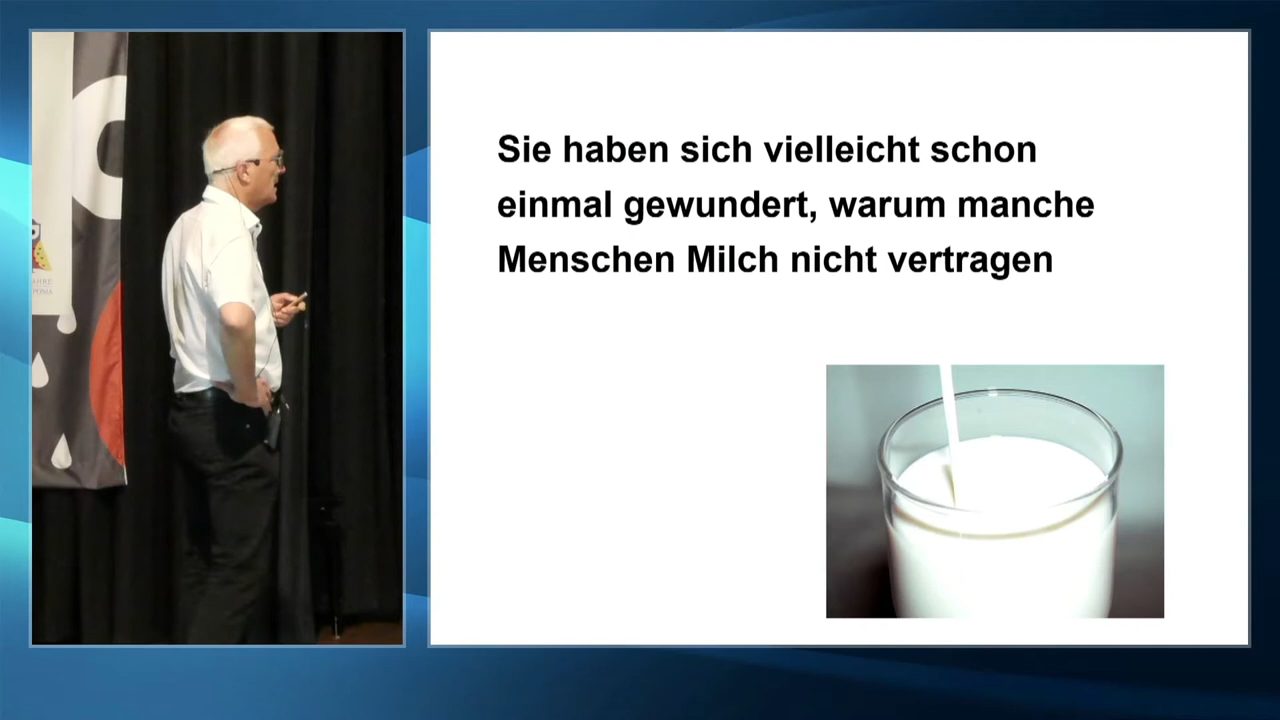 Sie haben sich vielleicht schon
einmal gewundert, warum manche
Menschen Milch nicht vertragen